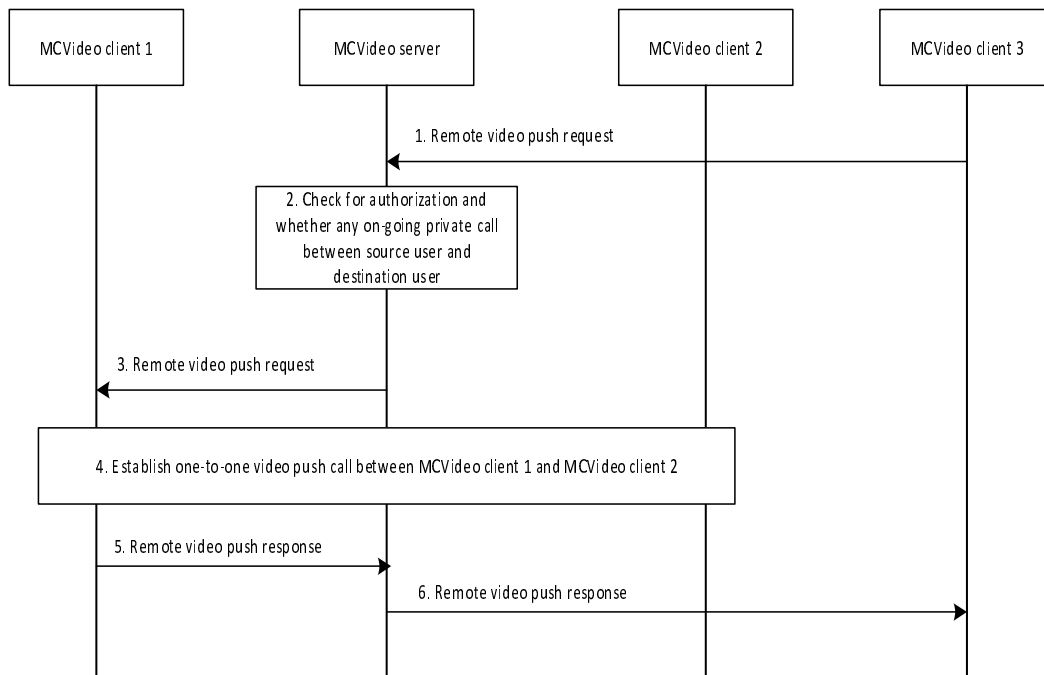 MCVideo client 1
MCVideo server
MCVideo client 2
MCVideo client 3
1. Remote video push request
2. Check for authorization and
whether any on-going private call
between source user and
destination user
3. Remote video push request
4. Establish one-to-one video push call between MCVideo client 1 and MCVideo client 2
5. Remote video push response
6. Remote video push response